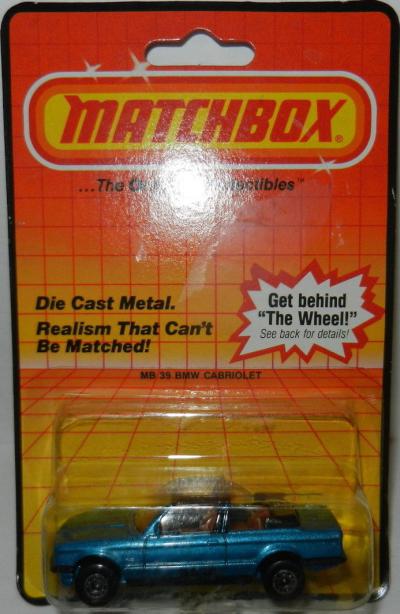 MATCHBOX®
...The Collectibles™
Die Cast Metal.
Realism That Can't
Be Matched!
Get behind
"The Wheel!"
See back for details!
MB 39 BMW CABRIOLET